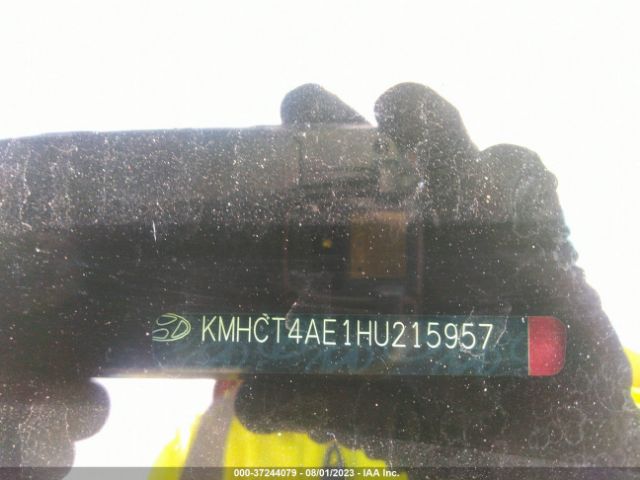 KMHCT4AE1HU215957
000-37244079 - 08/01/2023 - IAA Inc.